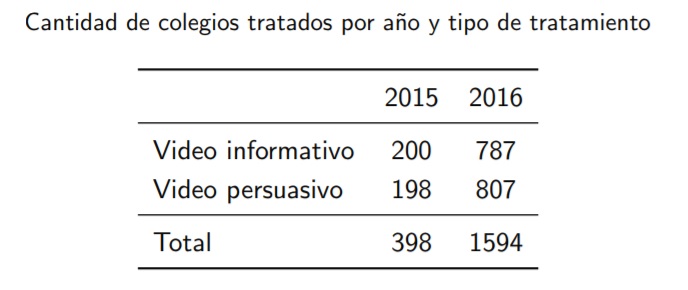 Cantidad de colegios tratados por año y tipo de tratamiento
2015 2016
Video informativo 200 787
Video persuasivo 198 807
Total 398 1594